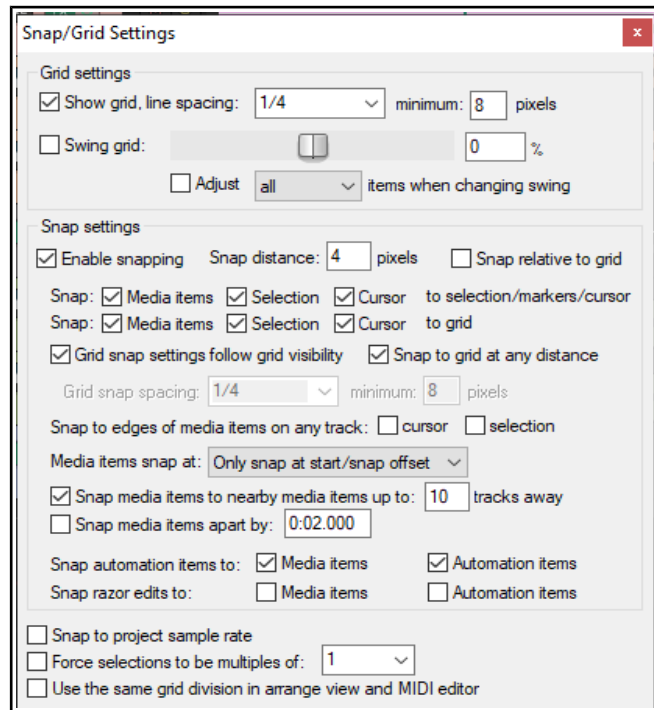 Snap/Grid Settings
x
Grid settings
Show grid, line spacing: 1/4 minimum: 8 pixels
Swing grid: 0 %
Adjust all items when changing swing
Snap settings
Enable snapping Snap distance: 4 pixels Snap relative to grid
Snap: Media items Selection Cursor to selection/markers/cursor
Snap: Media items Selection Cursor to grid
Grid snap settings follow grid visibility Snap to grid at any distance
Grid snap spacing: 1/4 minimum: 8 pixels
Snap to edges of media items on any track: cursor selection
Media items snap at: Only snap at start/snap offset
Snap media items to nearby media items up to: 10 tracks away
Snap media items apart by: 0:02.000
Snap automation items to: Media items Automation items
Snap razor edits to: Media items Automation items
Snap to project sample rate
Force selections to be multiples of: 1
Use the same grid division in arrange view and MIDI editor